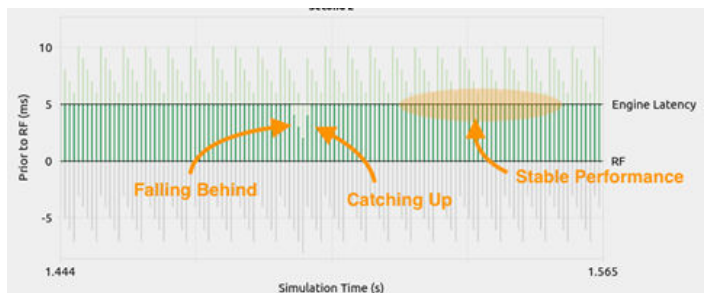 10
5
0
-5
Prior to RF (ms)
Engine Latency
RF
Falling Behind
Catching Up
Stable Performance
1.444
1.565
Simulation Time (s)